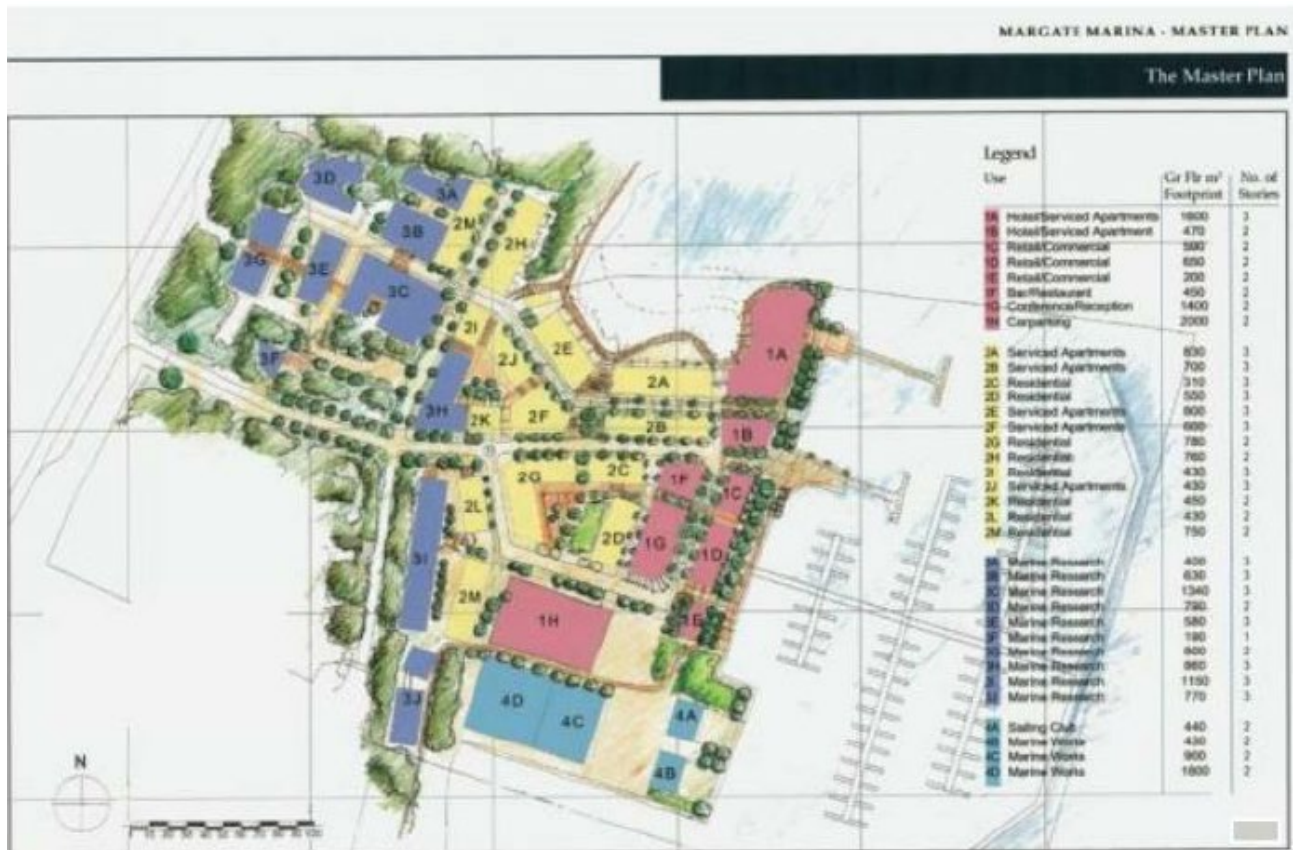 MARGATE MARINA - MASTER PLAN
The Master Plan
Legend
Use Gr Flr m² Footprint No. of Stories
1A Hotel/Serviced Apartments 1600 3
1B Hotel/Serviced Apartment 470 2
1C Retail/Commercial 590 2
1D Retail/Commercial 650 2
1E Retail/Commercial 200 2
1F Bar/Restaurant 450 2
1G Conference/Reception 1400 2
1H Carparking 2000 2
2A Serviced Apartments 830 3
2B Serviced Apartments 700 3
2C Residential 310 3
2D Residential 550 3
2E Serviced Apartments 800 3
2F Serviced Apartments 600 3
2G Residential 780 2
2H Residential 760 2
2I Residential 430 3
2J Serviced Apartments 430 3
2K Residential 450 2
2L Residential 430 2
2M Residential 750 2
3A Marine Research 400 3
3B Marine Research 630 3
3C Marine Research 1340 3
3D Marine Research 790 2
3E Marine Research 580 3
3F Marine Research 190 1
3G Marine Research 2
3H Marine Research 3
3I Marine Research 1150 3
3J Marine Research 770 3
4A Sailing Club 440 2
4B Marine Works 430 2
4C Marine Works 900 2
4D Marine Works 1600 2
3D
3A
2M
3B
2H
3G
3E
3C
2I
2J
2E
1A
3F
2A
3H
2K
2F
2B
1B
2G
2C
1F
1C
2L
2D
1G
1D
3I
2M
1H
1E
3J
4D
4C
4A
4B
N